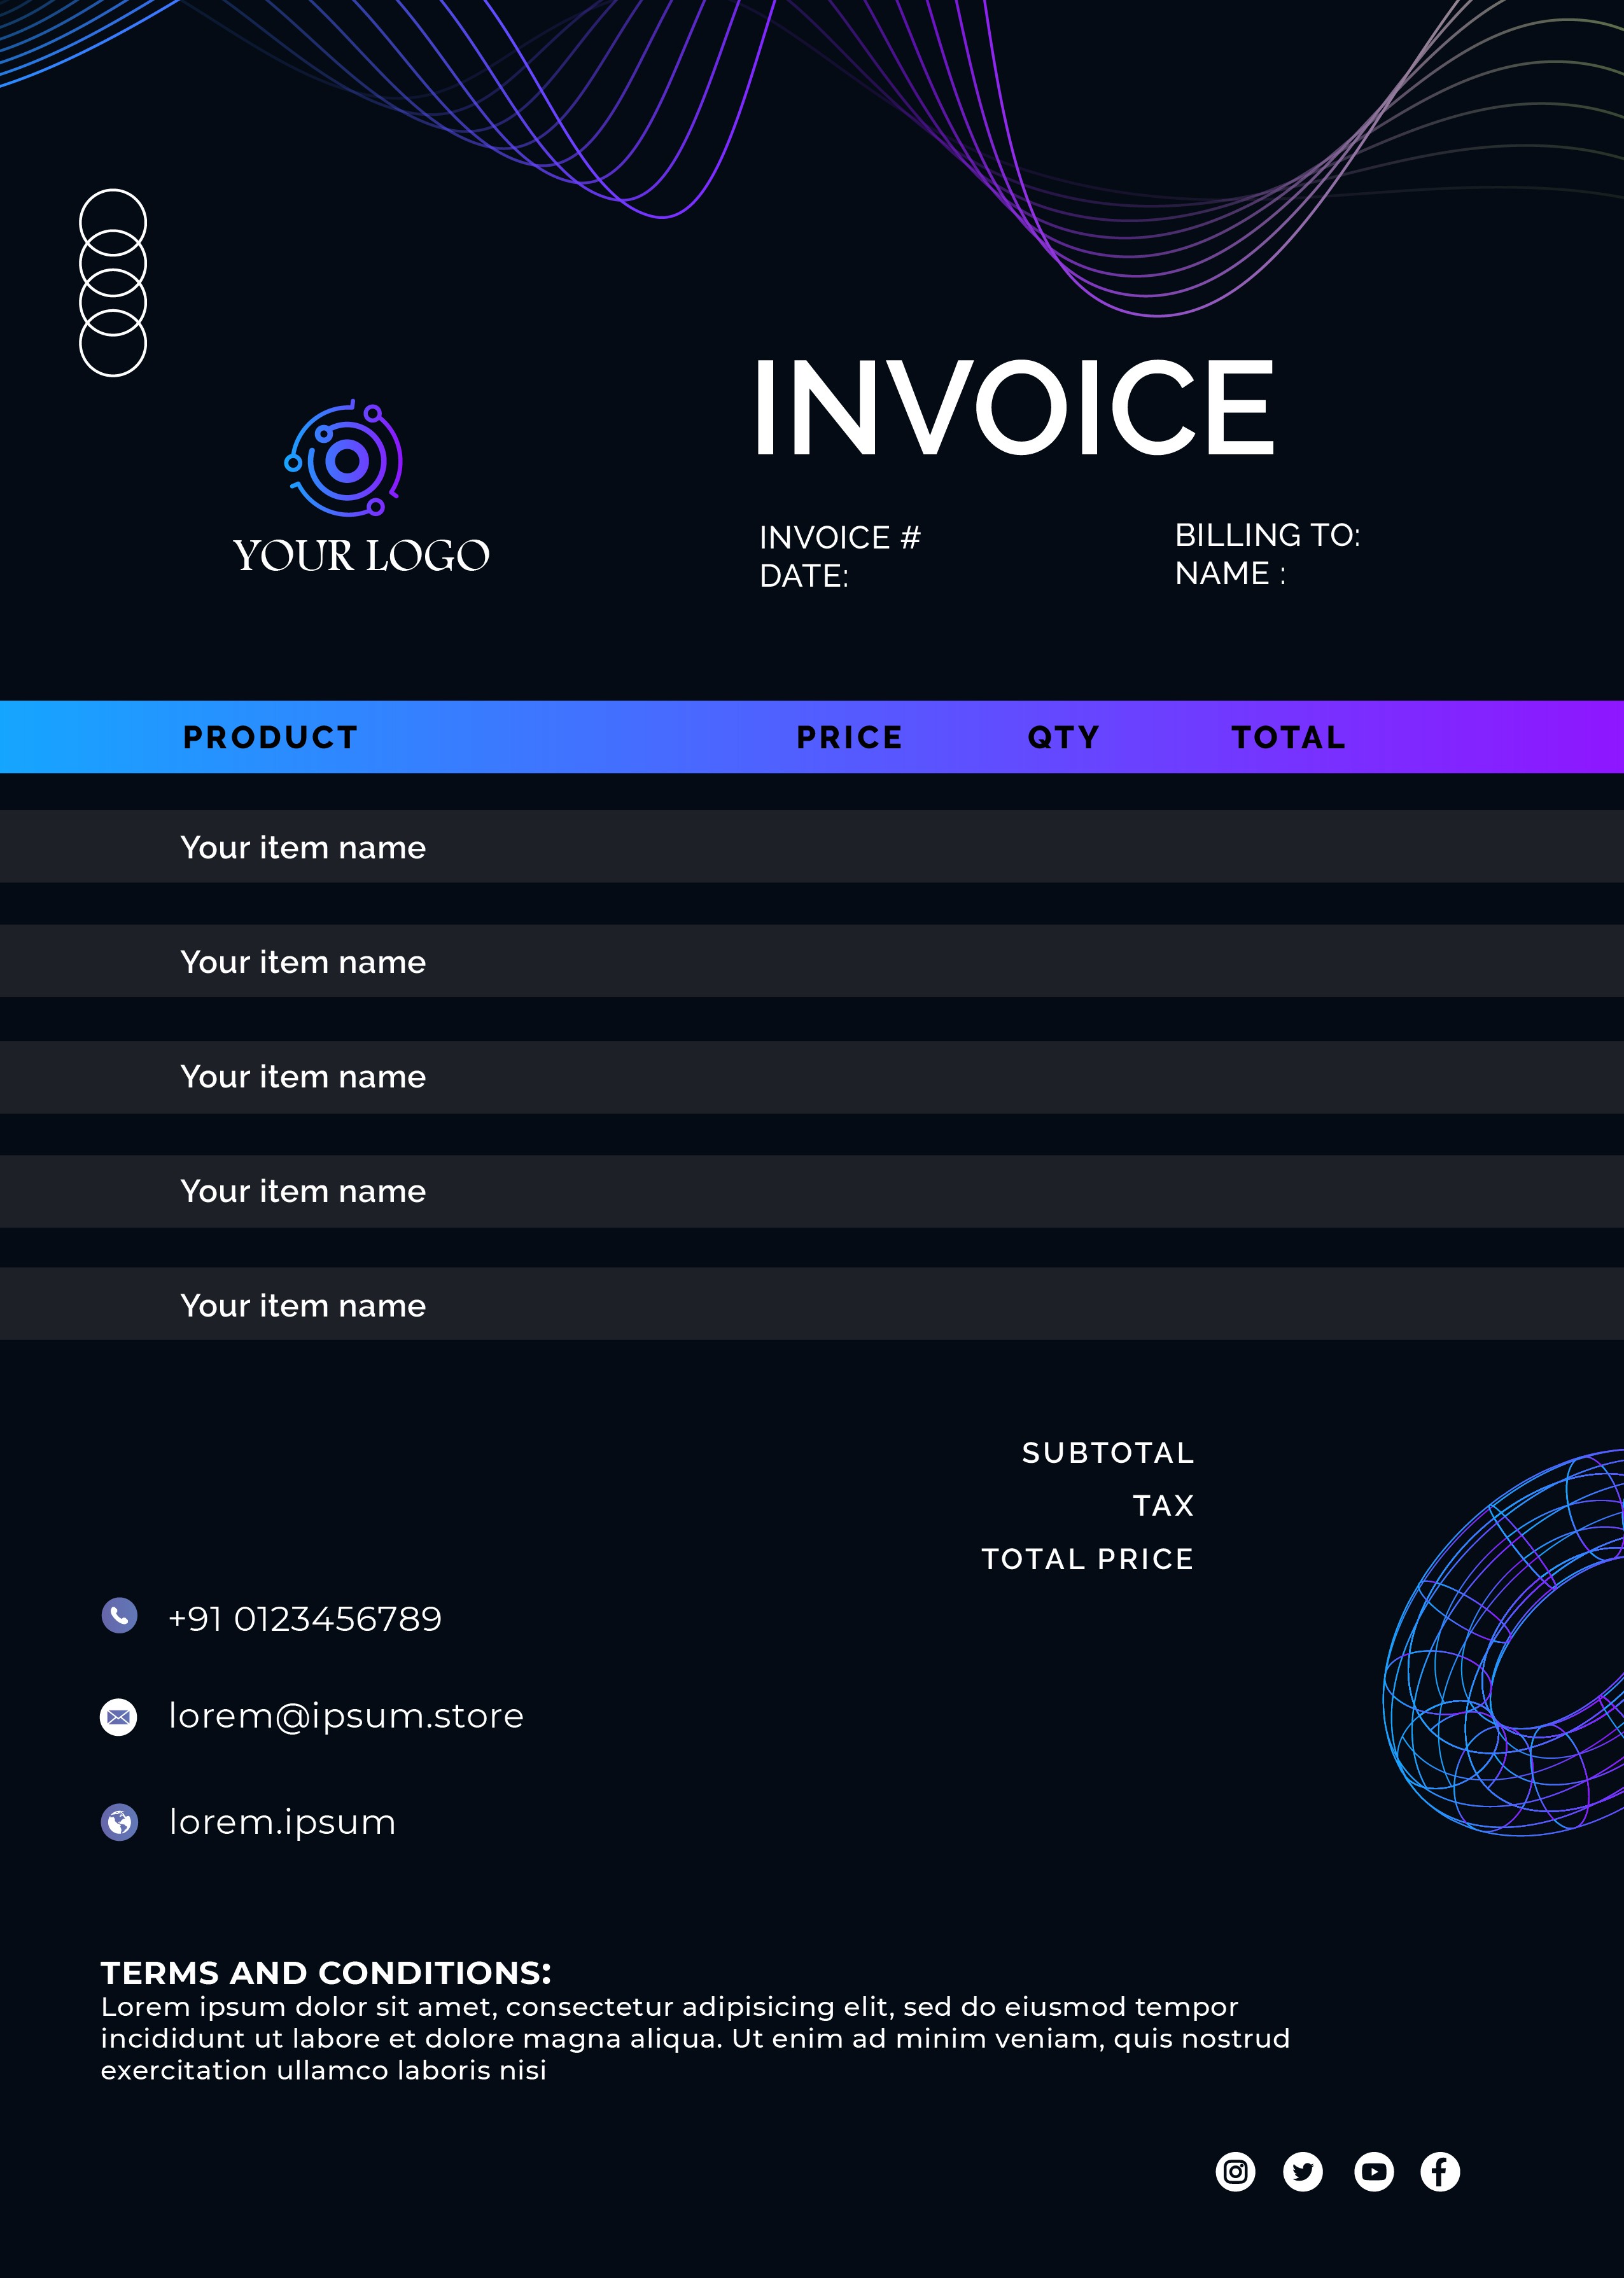 INVOICE
YOUR LOGO
INVOICE #
DATE:
BILLING TO:
NAME :
PRODUCT PRICE QTY TOTAL
Your item name
Your item name
Your item name
Your item name
Your item name
SUBTOTAL
TAX
TOTAL PRICE
+91 0123456789
lorem@ipsum.store
lorem.ipsum
TERMS AND CONDITIONS:
Lorem ipsum dolor sit amet, consectetur adipisicing elit, sed do eiusmod tempor
incididunt ut labore et dolore magna aliqua. Ut enim ad minim veniam, quis nostrud
exercitation ullamco laboris nisi